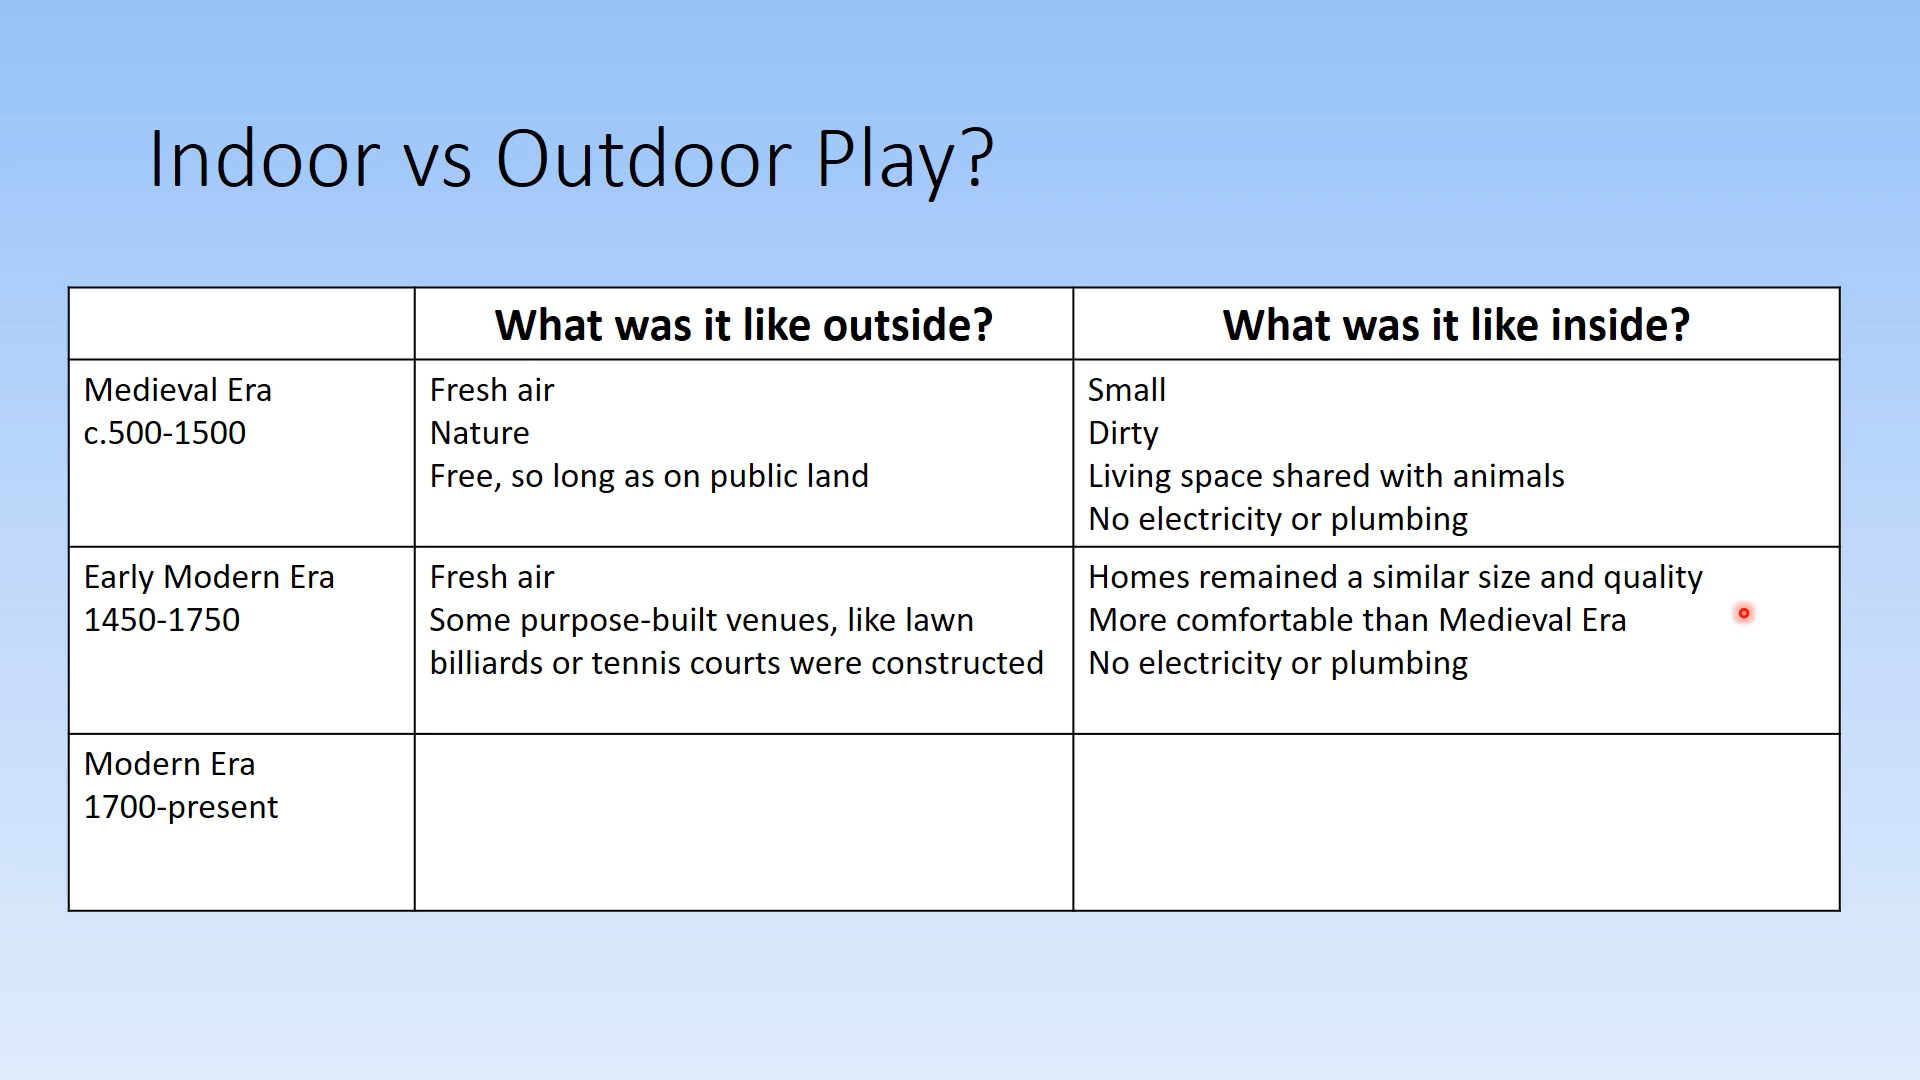 Indoor vs Outdoor Play?
What was it like outside?
What was it like inside?
Medieval Era
c.500-1500
Fresh air
Nature
Free, so long as on public land
Small
Dirty
Living space shared with animals
No electricity or plumbing
Early Modern Era
1450-1750
Fresh air
Some purpose-built venues, like lawn
billiards or tennis courts were constructed
Homes remained a similar size and quality
More comfortable than Medieval Era
No electricity or plumbing
Modern Era
1700-present